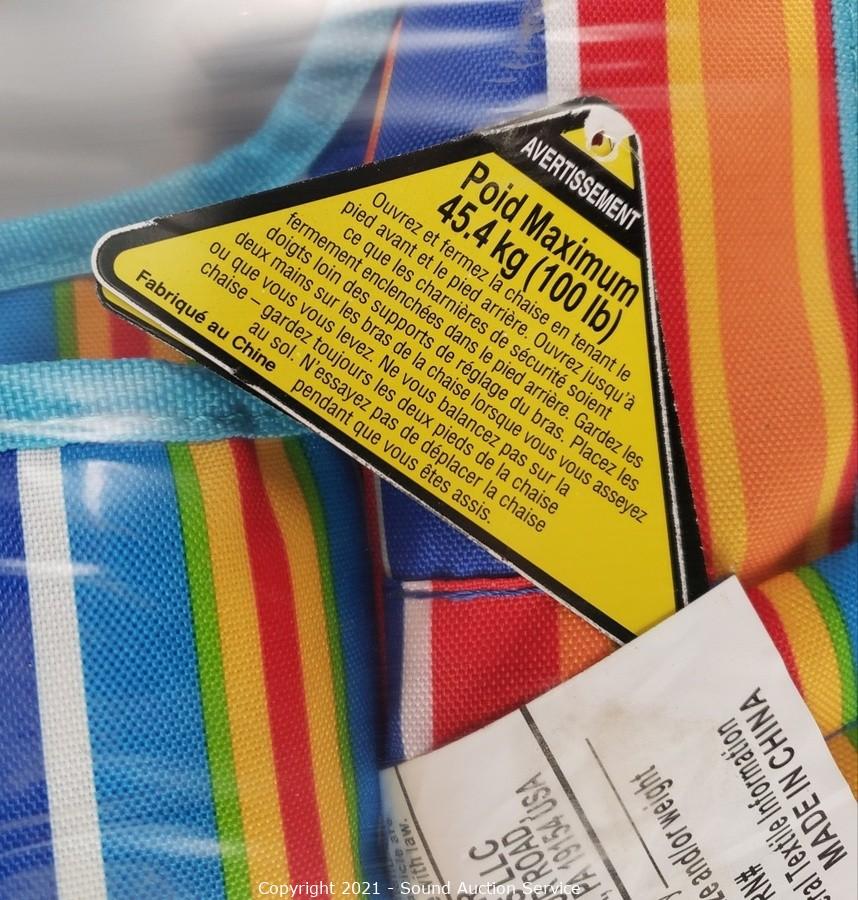 AVERTISSEMENT
Poid Maximum
45.4 kg (100 lb)
Ouvrez et fermez la chaise en tenant le
pied avant et le pied arrière. Ouvrez jusqu'à
ce que les charnières de sécurité soient
fermement enclenchées dans le pied arrière. Gardez les
doigts loin des supports de réglage du bras. Placez les
deux mains sur les bras de la chaise lorsque vous vous asseyez
ou que vous vous levez. Ne vous balancez pas sur la
chaise – gardez toujours les deux pieds de la chaise
au sol. N'essayez pas de déplacer la chaise
pendant que vous êtes assis.
Fabriqué au Chine
with law.
LLC
ROAD
PA 19154 USA
and/or weight
RN#
Textile Information
MADE IN CHINA
Copyright 2021 - Sound Auction Service